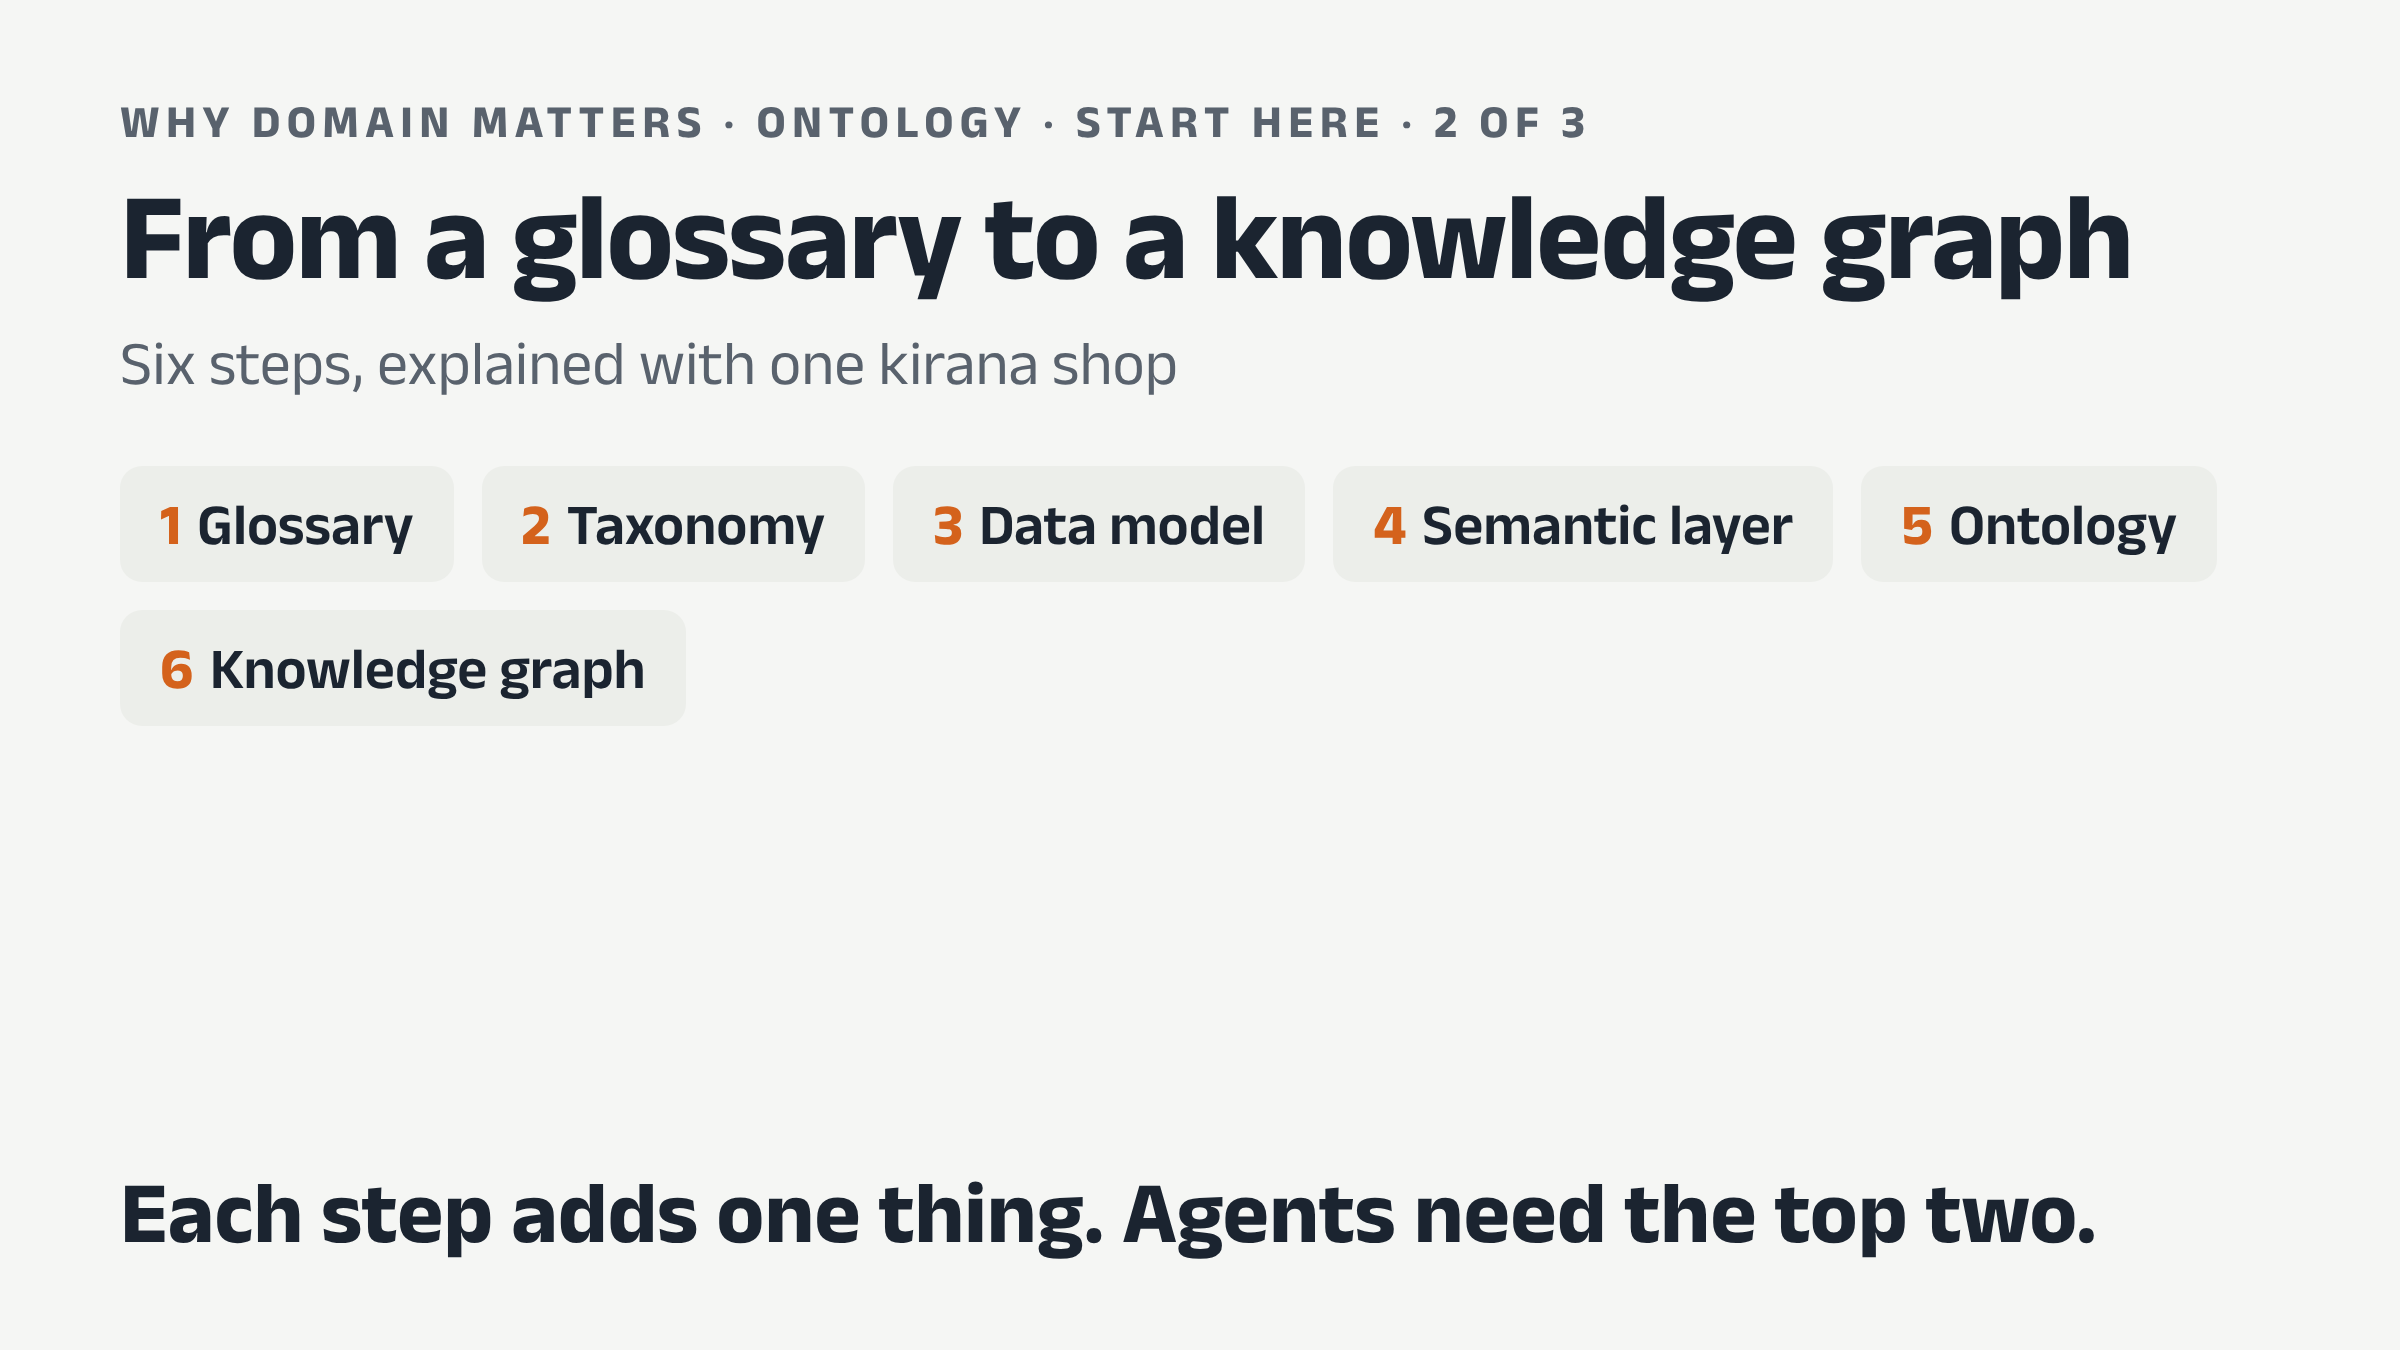 WHY DOMAIN MATTERS · ONTOLOGY · START HERE · 2 OF 3
From a glossary to a knowledge graph
Six steps, explained with one kirana shop
1 Glossary
2 Taxonomy
3 Data model
4 Semantic layer
5 Ontology
6 Knowledge graph
Each step adds one thing. Agents need the top two.